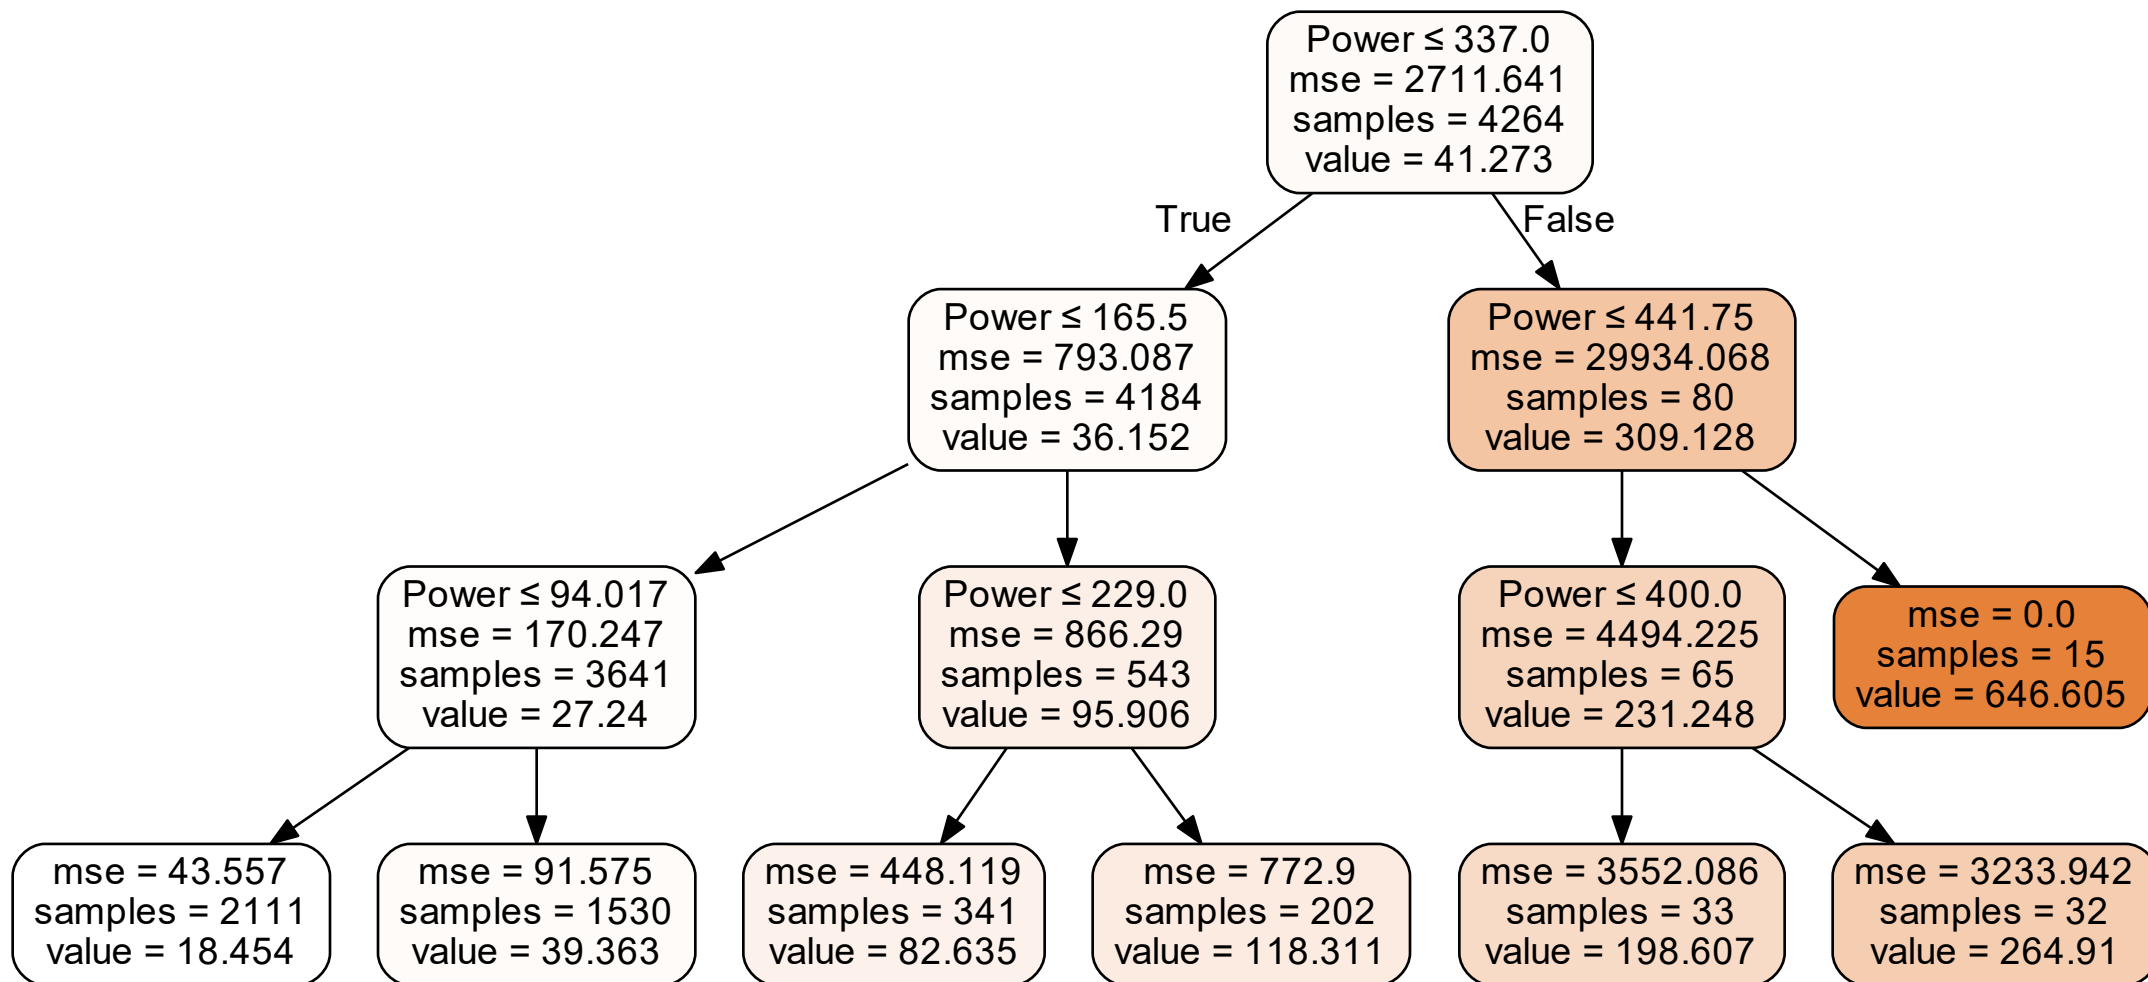 Power ≤ 337.0
mse = 2711.641
samples = 4264
value = 41.273
True
False
Power ≤ 165.5
mse = 793.087
samples = 4184
value = 36.152
Power ≤ 441.75
mse = 29934.068
samples = 80
value = 309.128
Power ≤ 94.017
mse = 170.247
samples = 3641
value = 27.24
Power ≤ 229.0
mse = 866.29
samples = 543
value = 95.906
Power ≤ 400.0
mse = 4494.225
samples = 65
value = 231.248
mse = 0.0
samples = 15
value = 646.605
mse = 43.557
samples = 2111
value = 18.454
mse = 91.575
samples = 1530
value = 39.363
mse = 448.119
samples = 341
value = 82.635
mse = 772.9
samples = 202
value = 118.311
mse = 3552.086
samples = 33
value = 198.607
mse = 3233.942
samples = 32
value = 264.91